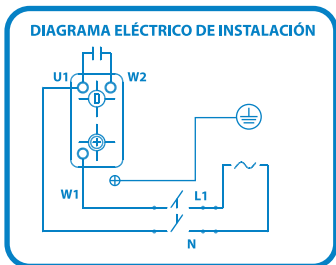 DIAGRAMA ELÉCTRICO DE INSTALACIÓN
U1 W2
D
W1 L1
N